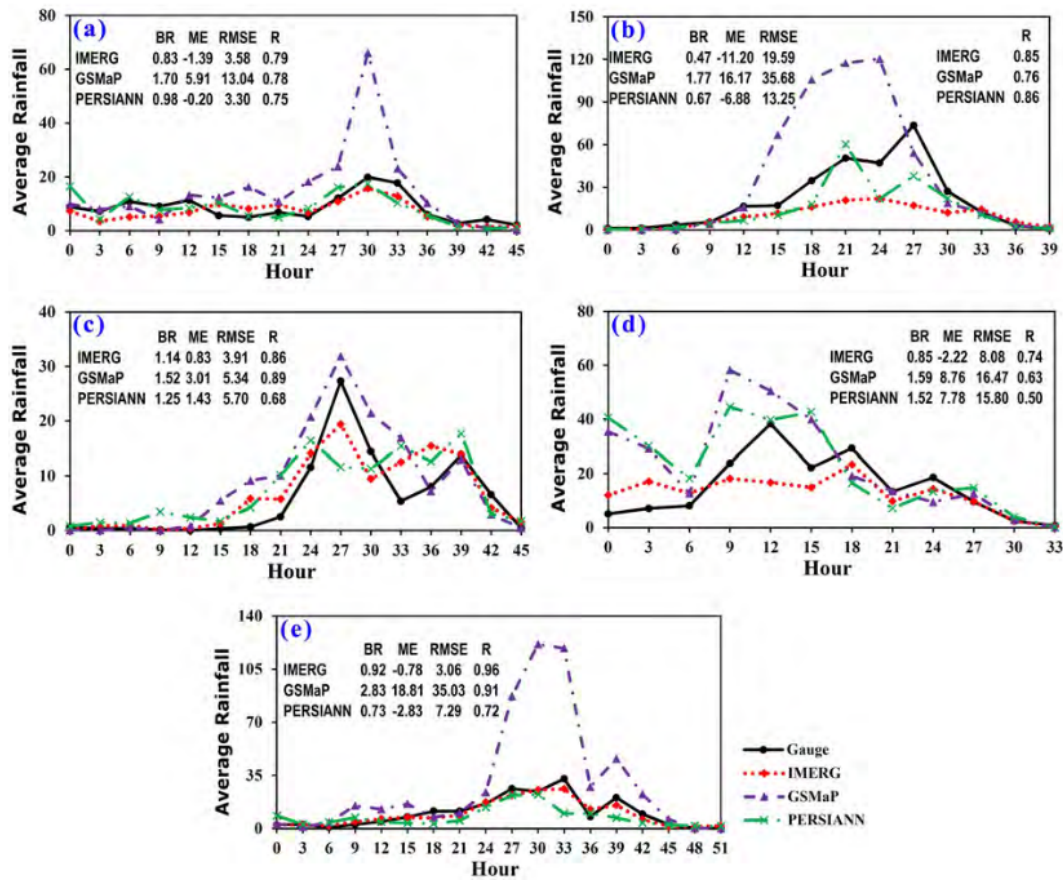 (a)
BR ME RMSE R
IMERG 0.83 -1.39 3.58 0.79
GSMaP 1.70 5.91 13.04 0.78
PERSIANN 0.98 -0.20 3.30 0.75
Average Rainfall
80
60
40
20
0
0 3 6 9 12 15 18 21 24 27 30 33 36 39 42 45
Hour
(b)
BR ME RMSE R
IMERG 0.47 -11.20 19.59 0.85
GSMaP 1.77 16.17 35.68 0.76
PERSIANN 0.67 -6.88 13.25 0.86
Average Rainfall
150
120
90
60
30
0
0 3 6 9 12 15 18 21 24 27 30 33 36 39
Hour
(c)
BR ME RMSE R
IMERG 1.14 0.83 3.91 0.86
GSMaP 1.52 3.01 5.34 0.89
PERSIANN 1.25 1.43 5.70 0.68
Average Rainfall
40
30
20
10
0
0 3 6 9 12 15 18 21 24 27 30 33 36 39 42 45
Hour
(d)
BR ME RMSE R
IMERG 0.85 -2.22 8.08 0.74
GSMaP 1.59 8.76 16.47 0.63
PERSIANN 1.52 7.78 15.80 0.50
Average Rainfall
80
60
40
20
0
0 3 6 9 12 15 18 21 24 27 30 33
Hour
(e)
BR ME RMSE R
IMERG 0.92 -0.78 3.06 0.96
GSMaP 2.83 18.81 35.03 0.91
PERSIANN 0.73 -2.83 7.29 0.72
Average Rainfall
140
105
70
35
0
0 3 6 9 12 15 18 21 24 27 30 33 36 39 42 45 48 51
Hour
Gauge
IMERG
GSMaP
PERSIANN